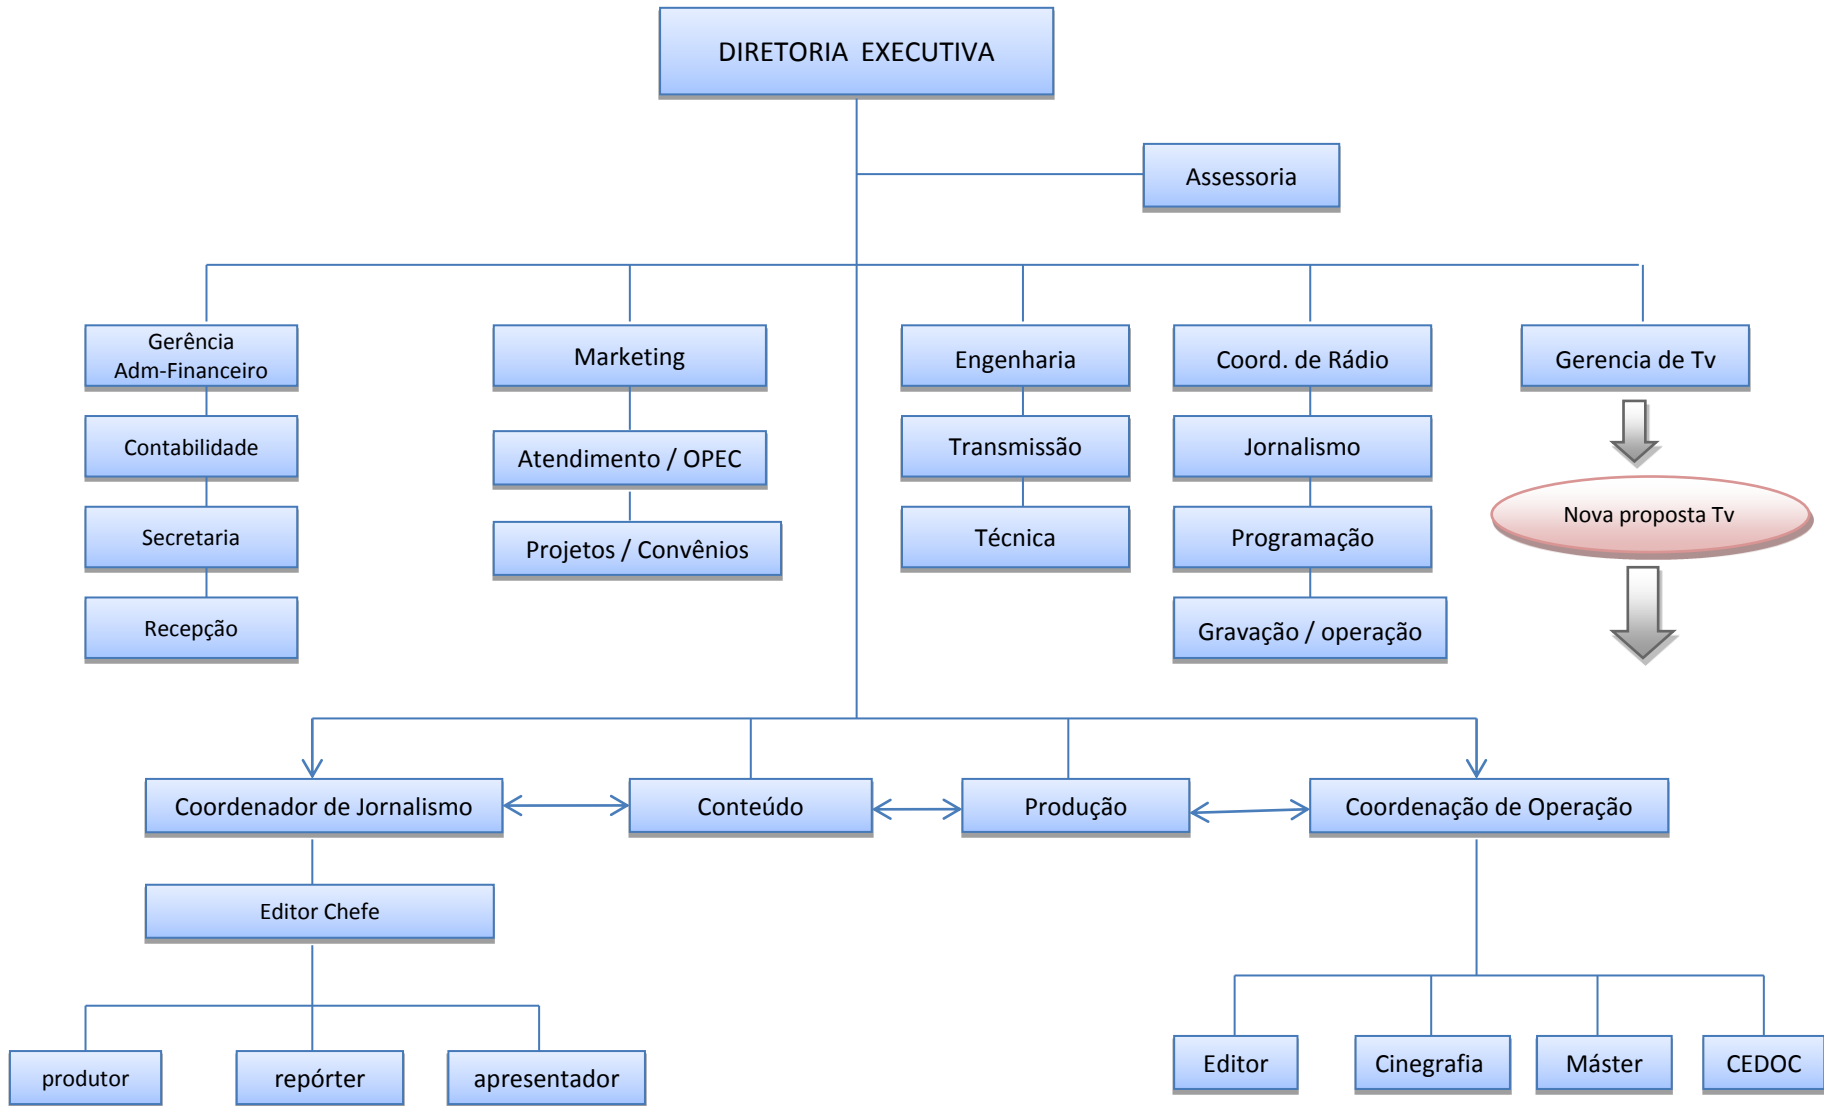 DIRETORIA EXECUTIVA
Assessoria
Gerência
Adm-Financeiro
Marketing
Engenharia
Coord. de Rádio
Gerencia de Tv
Contabilidade
Atendimento / OPEC
Transmissão
Jornalismo
Nova proposta Tv
Secretaria
Projetos / Convênios
Técnica
Programação
Recepção
Gravação / operação
Coordenador de Jornalismo
Conteúdo
Produção
Coordenação de Operação
Editor Chefe
produtor
repórter
apresentador
Editor
Cinegrafia
Máster
CEDOC